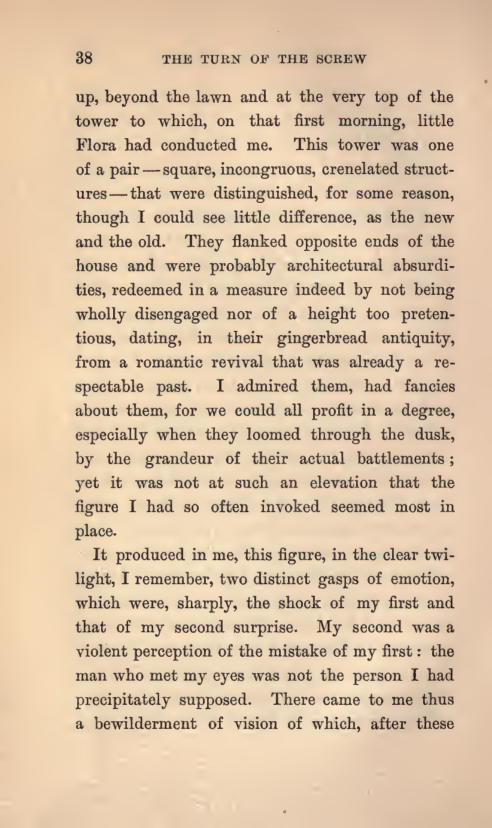 38 THE TURN OF THE SCREW
up, beyond the lawn and at the very top of the
tower to which, on that first morning, little
Flora had conducted me. This tower was one
of a pair — square, incongruous, crenelated struct-
ures — that were distinguished, for some reason,
though I could see little difference, as the new
and the old. They flanked opposite ends of the
house and were probably architectural absurdi-
ties, redeemed in a measure indeed by not being
wholly disengaged nor of a height too preten-
tious, dating, in their gingerbread antiquity,
from a romantic revival that was already a re-
spectable past. I admired them, had fancies
about them, for we could all profit in a degree,
especially when they loomed through the dusk,
by the grandeur of their actual battlements ;
yet it was not at such an elevation that the
figure I had so often invoked seemed most in
place.
It produced in me, this figure, in the clear twi-
light, I remember, two distinct gasps of emotion,
which were, sharply, the shock of my first and
that of my second surprise. My second was a
violent perception of the mistake of my first : the
man who met my eyes was not the person I had
precipitately supposed. There came to me thus
a bewilderment of vision of which, after these